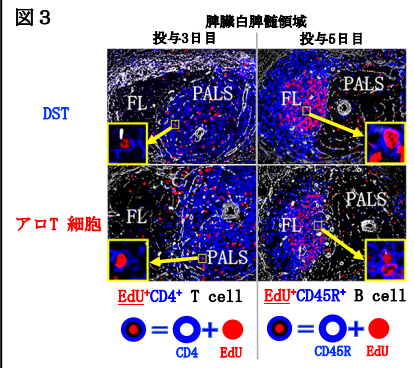 図3
脾臓白脾髄領域
投与3日目
投与5日目
DST
FL
PALS
FL
PALS
アロT 細胞
FL
PALS
FL
PALS
EdU⁺CD4⁺ T cell
EdU⁺CD45R⁺ B cell
= +
CD4 EdU
= +
CD45R EdU